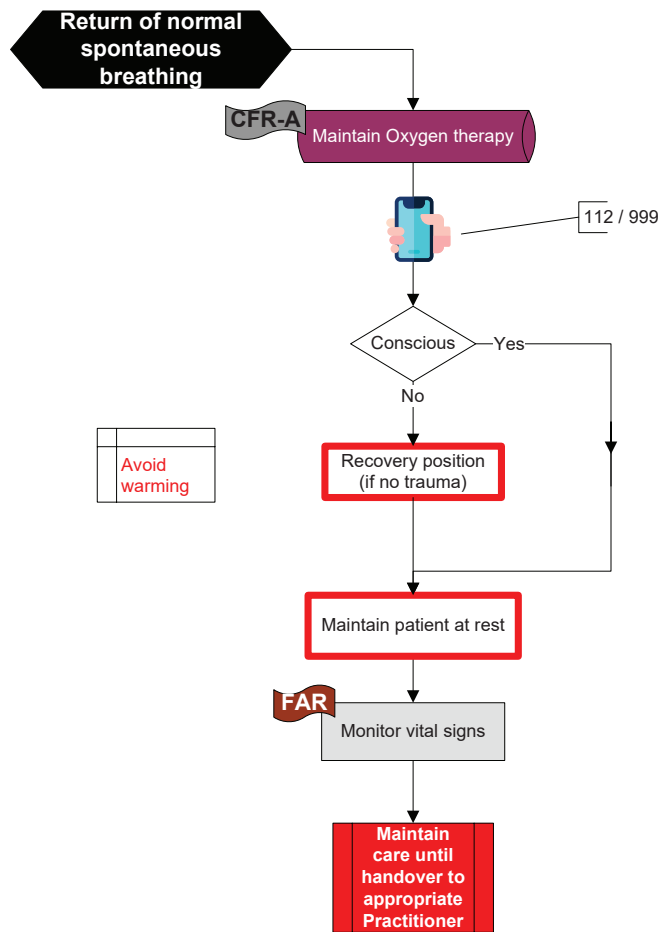 Return of normal
spontaneous
breathing
CFR-A
Maintain Oxygen therapy
112 / 999
Conscious
Yes
No
Avoid
warming
Recovery position
(if no trauma)
Maintain patient at rest
FAR
Monitor vital signs
Maintain
care until
handover to
appropriate
Practitioner